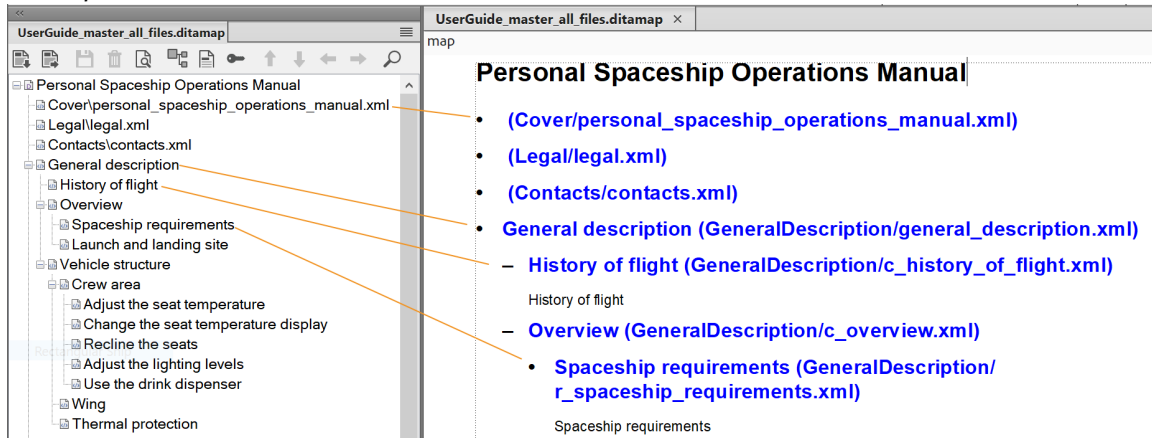 UserGuide_master_all_files.ditamap
Personal Spaceship Operations Manual
Cover\personal_spaceship_operations_manual.xml
Legal\legal.xml
Contacts\contacts.xml
General description
History of flight
Overview
Spaceship requirements
Launch and landing site
Vehicle structure
Crew area
Adjust the seat temperature
Change the seat temperature display
Recline the seats
Adjust the lighting levels
Use the drink dispenser
Wing
Thermal protection
UserGuide_master_all_files.ditamap ×
map
Personal Spaceship Operations Manual
• (Cover/personal_spaceship_operations_manual.xml)
• (Legal/legal.xml)
• (Contacts/contacts.xml)
• General description (GeneralDescription/general_description.xml)
– History of flight (GeneralDescription/c_history_of_flight.xml)
History of flight
– Overview (GeneralDescription/c_overview.xml)
• Spaceship requirements (GeneralDescription/
r_spaceship_requirements.xml)
Spaceship requirements